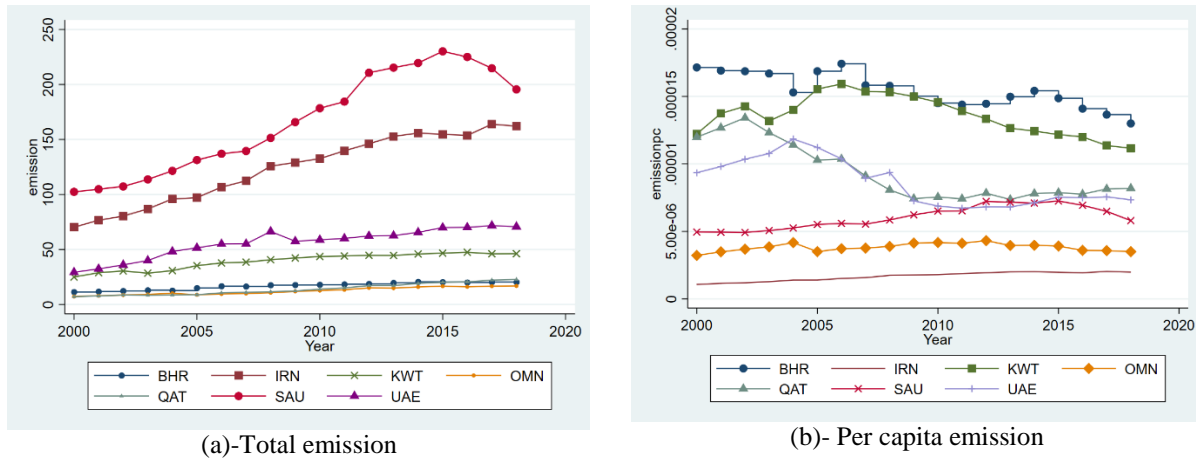 250
200
150
100
50
0
emission
2000 2005 2010 2015 2020
Year
BHR IRN KWT OMN
QAT SAU UAE
(a)-Total emission
.00002
.000015
.00001
5.00e-06
0
emissionpc
2000 2005 2010 2015 2020
Year
BHR IRN KWT OMN
QAT SAU UAE
(b)- Per capita emission